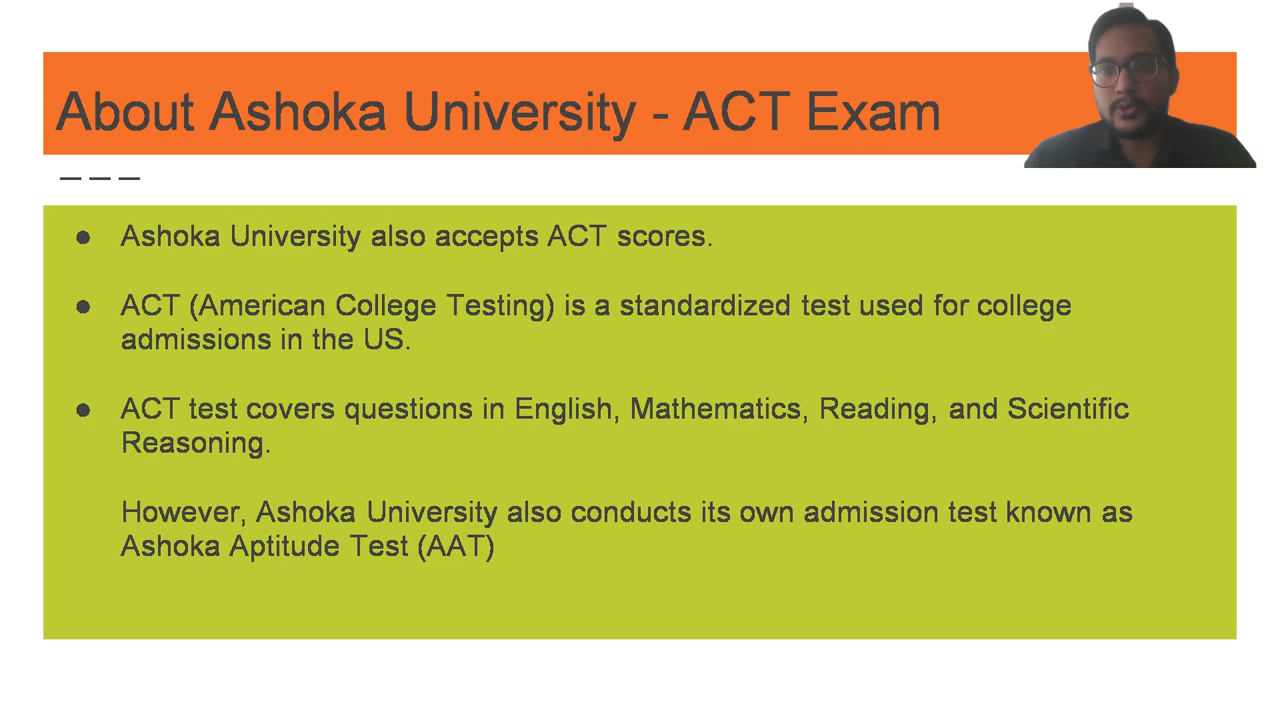 About Ashoka University - ACT Exam
● Ashoka University also accepts ACT scores.
● ACT (American College Testing) is a standardized test used for college
admissions in the US.
● ACT test covers questions in English, Mathematics, Reading, and Scientific
Reasoning.
However, Ashoka University also conducts its own admission test known as
Ashoka Aptitude Test (AAT)